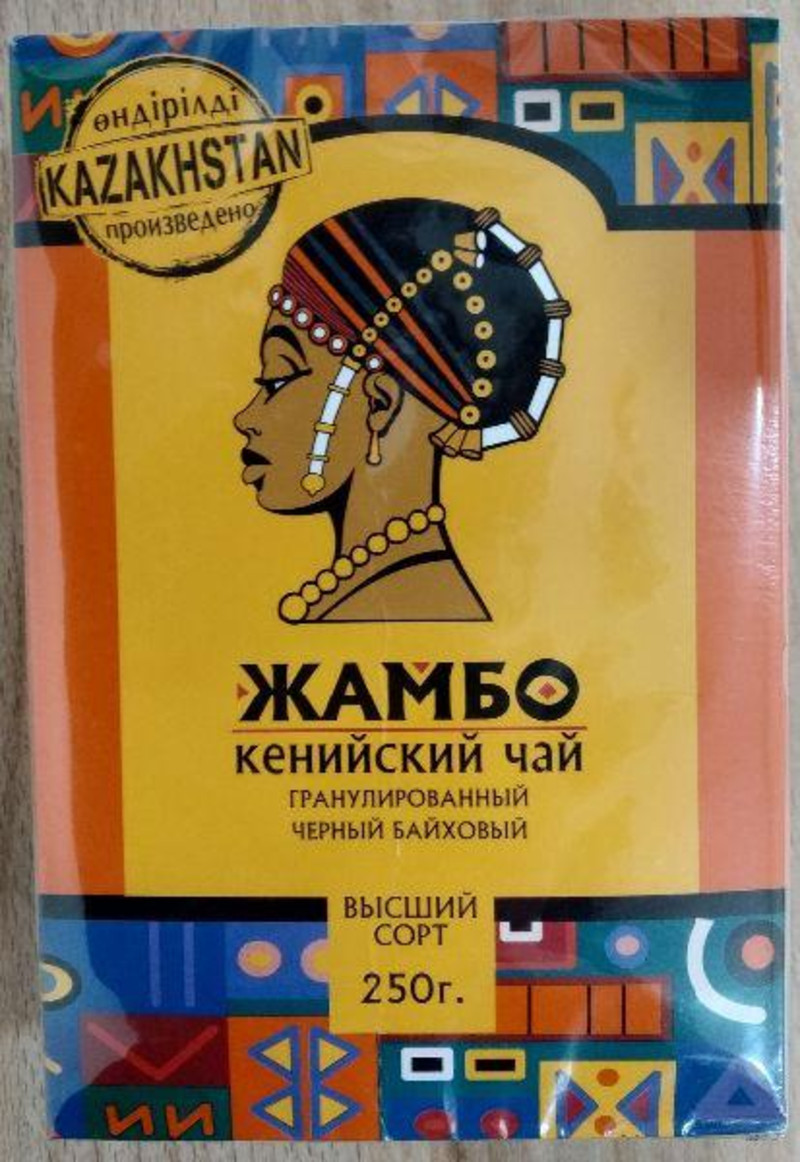 өндірілді
KAZAKHSTAN
произведено
ЖАМБО
кенийский чай
ГРАНУЛИРОВАННЫЙ
ЧЕРНЫЙ БАЙХОВЫЙ
ВЫСШИЙ
СОРТ
250г.